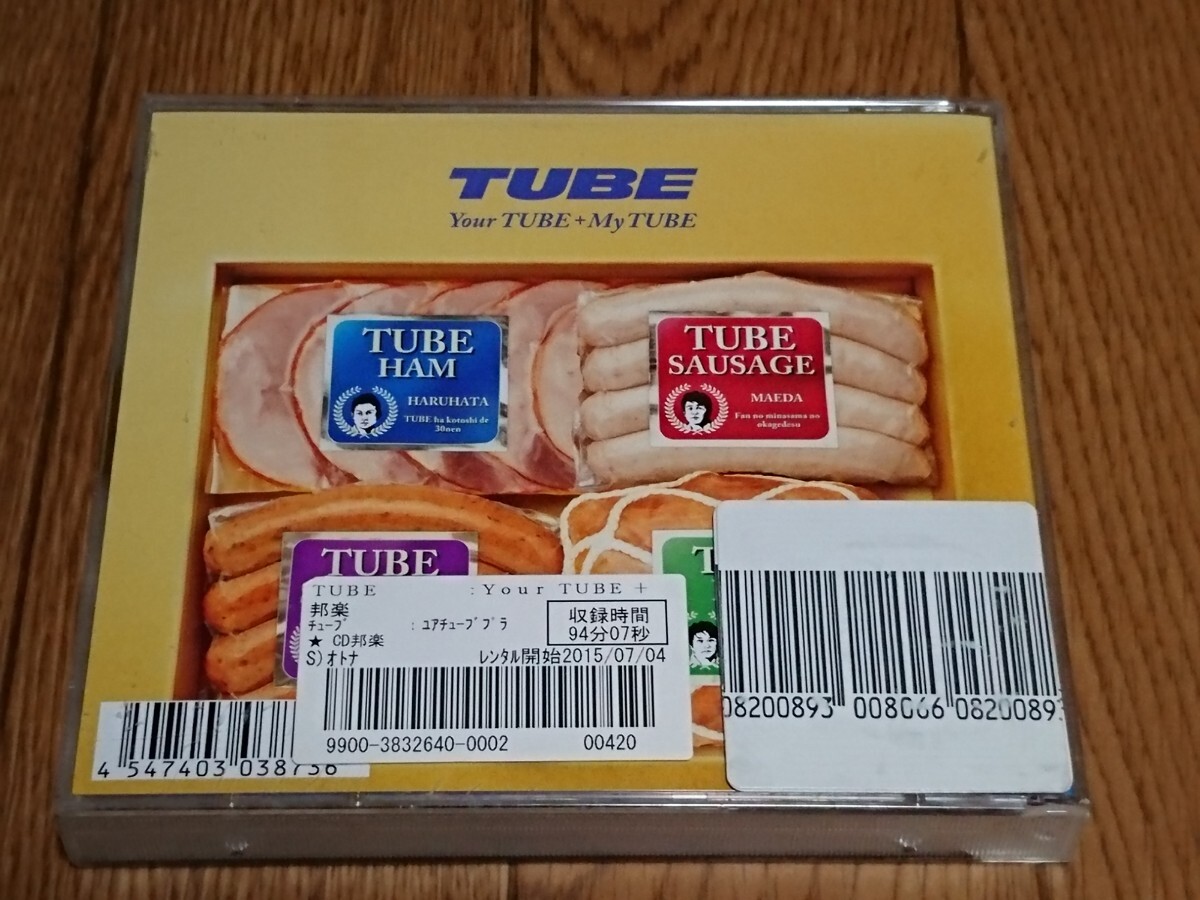 TUBE
Your TUBE + My TUBE
TUBE
HAM
HARUHATA
TUBE ha kotoshi de
30nen
TUBE
SAUSAGE
MAEDA
Fan no minasama no
okagedesu
TUBE
T
TUBE :Your TUBE +
邦楽
チューブ : ユアチューブプラ
★ CD邦楽
S)オトナ
収録時間
94分07秒
レンタル開始2015/07/04
9900-3832640-0002 00420
4 547403 038736
08200893 008066 0820089